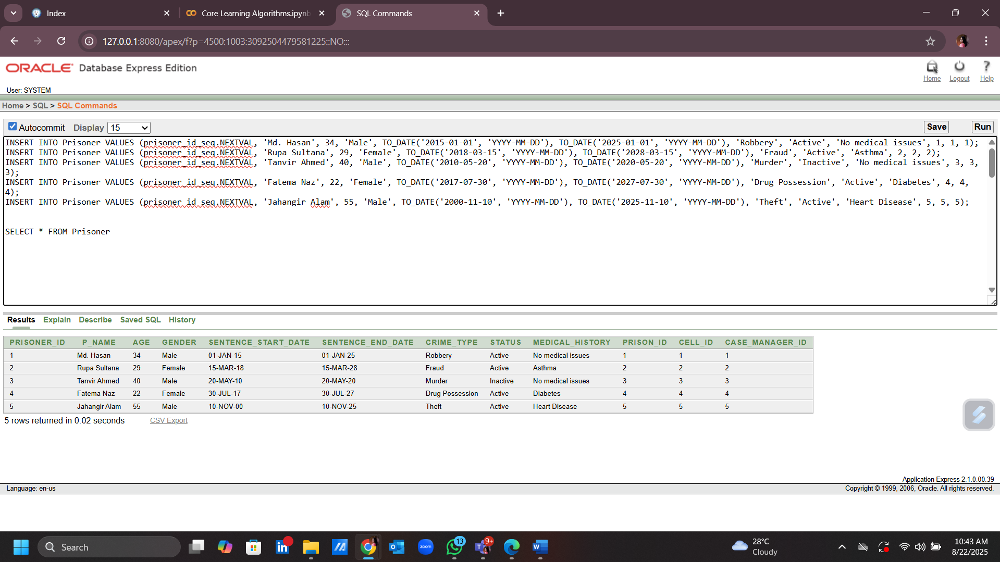 Index
Core Learning Algorithms.ipynb
SQL Commands
127.0.0.1:8080/apex/f?p=4500:1003:3092504479581225::NO:::
ORACLE Database Express Edition
Home Logout Help
User: SYSTEM
Home > SQL > SQL Commands
Autocommit Display 15 Save Run
INSERT INTO Prisoner VALUES (prisoner_id_seq.NEXTVAL, 'Md. Hasan', 34, 'Male', TO_DATE('2015-01-01', 'YYYY-MM-DD'), TO_DATE('2025-01-01', 'YYYY-MM-DD'), 'Robbery', 'Active', 'No medical issues', 1, 1, 1);
INSERT INTO Prisoner VALUES (prisoner_id_seq.NEXTVAL, 'Rupa Sultana', 29, 'Female', TO_DATE('2018-03-15', 'YYYY-MM-DD'), TO_DATE('2028-03-15', 'YYYY-MM-DD'), 'Fraud', 'Active', 'Asthma', 2, 2, 2);
INSERT INTO Prisoner VALUES (prisoner_id_seq.NEXTVAL, 'Tanvir Ahmed', 40, 'Male', TO_DATE('2010-05-20', 'YYYY-MM-DD'), TO_DATE('2020-05-20', 'YYYY-MM-DD'), 'Murder', 'Inactive', 'No medical issues', 3, 3,
3);
INSERT INTO Prisoner VALUES (prisoner_id_seq.NEXTVAL, 'Fatema Naz', 22, 'Female', TO_DATE('2017-07-30', 'YYYY-MM-DD'), TO_DATE('2027-07-30', 'YYYY-MM-DD'), 'Drug Possession', 'Active', 'Diabetes', 4, 4,
4);
INSERT INTO Prisoner VALUES (prisoner_id_seq.NEXTVAL, 'Jahangir Alam', 55, 'Male', TO_DATE('2000-11-10', 'YYYY-MM-DD'), TO_DATE('2025-11-10', 'YYYY-MM-DD'), 'Theft', 'Active', 'Heart Disease', 5, 5, 5);
SELECT * FROM Prisoner
Results Explain Describe Saved SQL History
PRISONER_ID P_NAME AGE GENDER SENTENCE_START_DATE SENTENCE_END_DATE CRIME_TYPE STATUS MEDICAL_HISTORY PRISON_ID CELL_ID CASE_MANAGER_ID
1 Md. Hasan 34 Male 01-JAN-15 01-JAN-25 Robbery Active No medical issues 1 1 1
2 Rupa Sultana 29 Female 15-MAR-18 15-MAR-28 Fraud Active Asthma 2 2 2
3 Tanvir Ahmed 40 Male 20-MAY-10 20-MAY-20 Murder Inactive No medical issues 3 3 3
4 Fatema Naz 22 Female 30-JUL-17 30-JUL-27 Drug Possession Active Diabetes 4 4 4
5 Jahangir Alam 55 Male 10-NOV-00 10-NOV-25 Theft Active Heart Disease 5 5 5
5 rows returned in 0.02 seconds CSV Export
Application Express 2.1.0.00.39
Language: en-us Copyright © 1999, 2006, Oracle. All rights reserved.
Search
zoom
13
9+
28°C
Cloudy
10:43 AM
8/22/2025